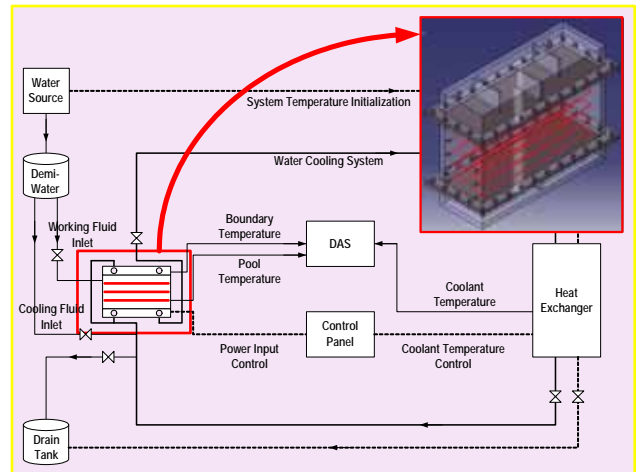 Water
Source
System Temperature Initialization
Water Cooling System
Demi-
Water
Working Fluid
Inlet
Boundary
Temperature
DAS
Pool
Temperature
Cooling Fluid
Inlet
Coolant
Temperature
Heat
Exchanger
Control
Panel
Power Input
Control
Coolant Temperature
Control
Drain
Tank